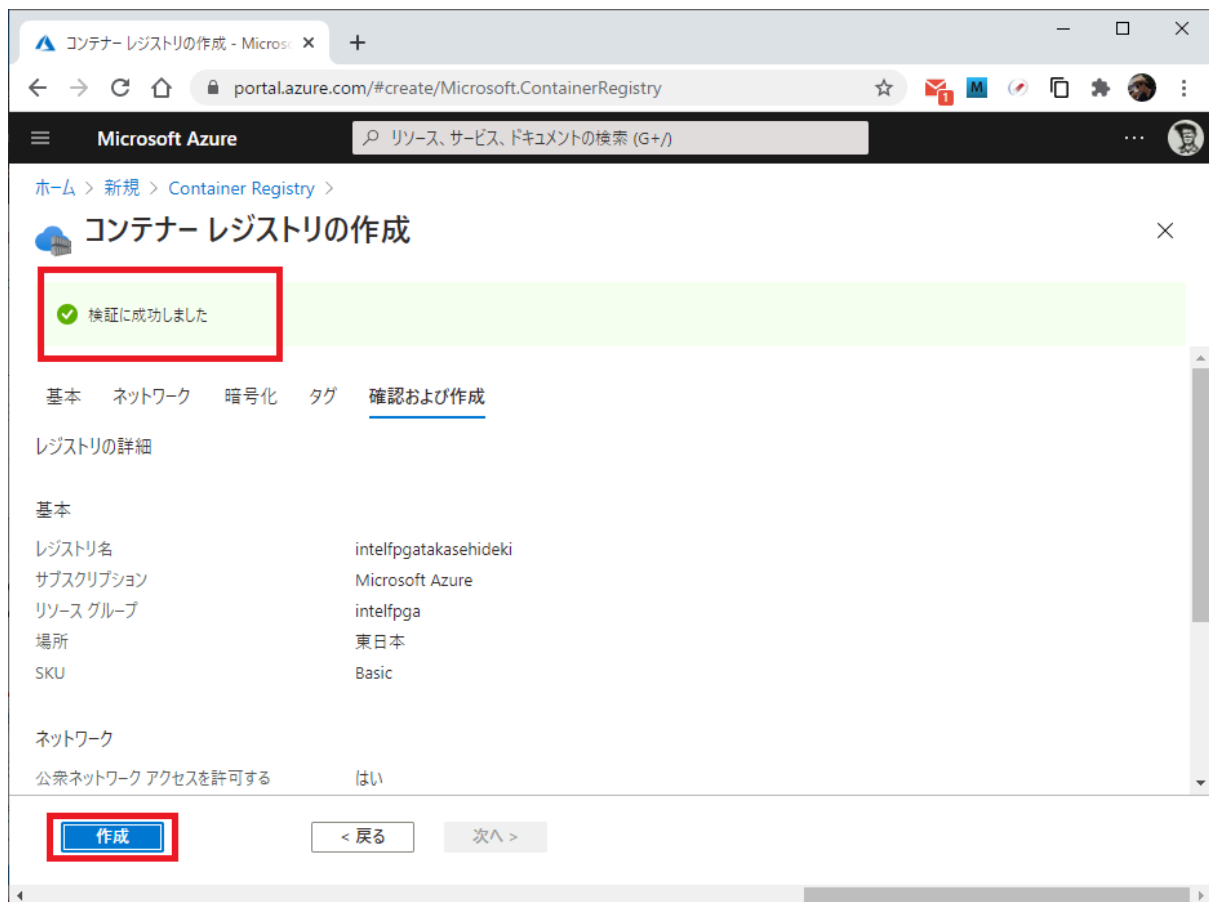 コンテナー レジストリの作成 - Micros
portal.azure.com/#create/Microsoft.ContainerRegistry
M
1
Microsoft Azure
リソース、サービス、ドキュメントの検索 (G+/)
ホーム > 新規 > Container Registry >
コンテナー レジストリの作成
検証に成功しました
基本 ネットワーク 暗号化 タグ 確認および作成
レジストリの詳細
基本
レジストリ名 intelfpgatakasehideki
サブスクリプション Microsoft Azure
リソース グループ intelfpga
場所 東日本
SKU Basic
ネットワーク
公衆ネットワーク アクセスを許可する はい
作成 < 戻る 次へ >